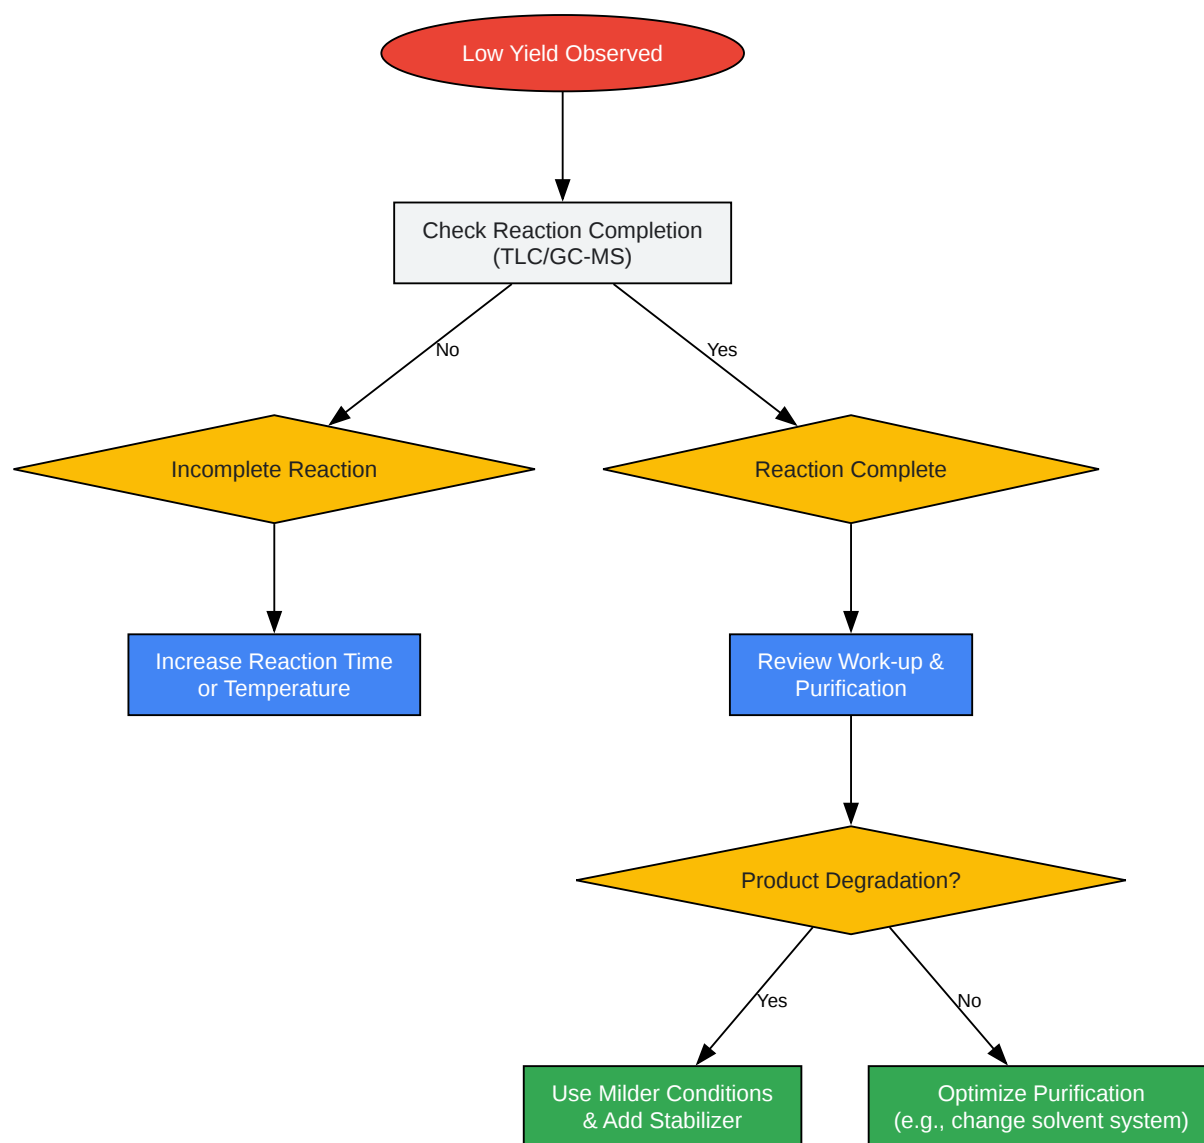 Low Yield Observed
Check Reaction Completion
(TLC/GC-MS)
No
Yes
Incomplete Reaction
Reaction Complete
Increase Reaction Time
or Temperature
Review Work-up &
Purification
Product Degradation?
Yes
No
Use Milder Conditions
& Add Stabilizer
Optimize Purification
(e.g., change solvent system)